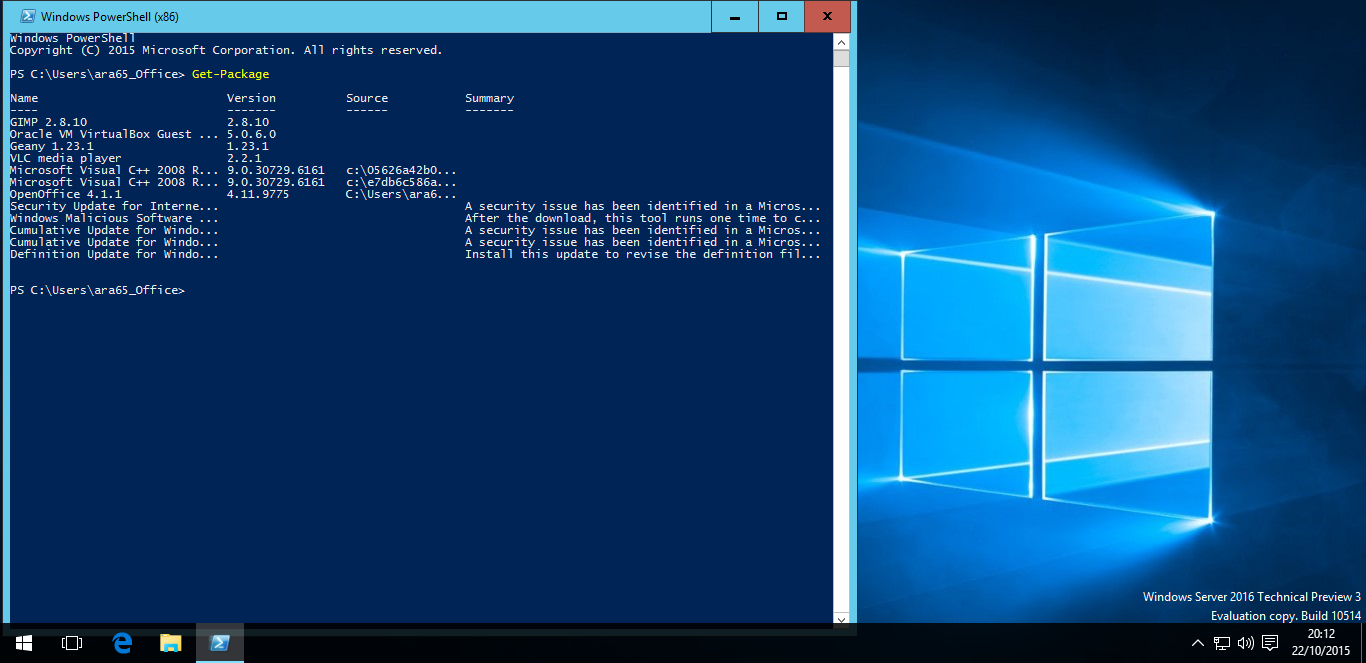 Windows PowerShell (x86)
Windows PowerShell
Copyright (C) 2015 Microsoft Corporation. All rights reserved.
PS C:\Users\ara65_Office> Get-Package
Name Version Source Summary
---- ------- ------ -------
GIMP 2.8.10 2.8.10
Oracle VM VirtualBox Guest ... 5.0.6.0
Geany 1.23.1 1.23.1
VLC media player 2.2.1
Microsoft Visual C++ 2008 R... 9.0.30729.6161 c:\05626a42b0...
Microsoft Visual C++ 2008 R... 9.0.30729.6161 c:\e7db6c586a...
OpenOffice 4.1.1 4.11.9775 C:\Users\ara6...
Security Update for Interne... A security issue has been identified in a Micros...
Windows Malicious Software ... After the download, this tool runs one time to c...
Cumulative Update for Windo... A security issue has been identified in a Micros...
Cumulative Update for Windo... A security issue has been identified in a Micros...
Definition Update for Windo... Install this update to revise the definition fil...
PS C:\Users\ara65_Office>
Windows Server 2016 Technical Preview 3
Evaluation copy. Build 10514
20:12
22/10/2015